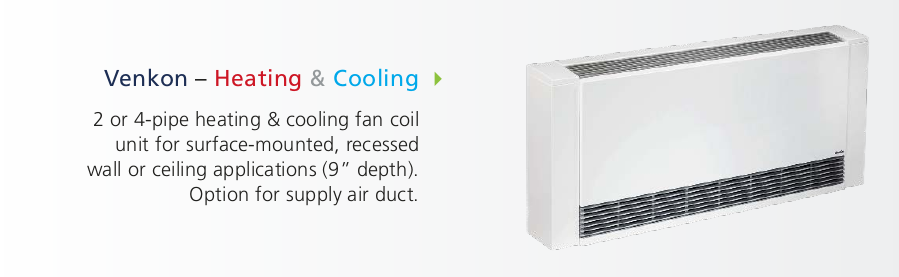 Venkon – Heating & Cooling
2 or 4-pipe heating & cooling fan coil
unit for surface-mounted, recessed
wall or ceiling applications (9” depth).
Option for supply air duct.